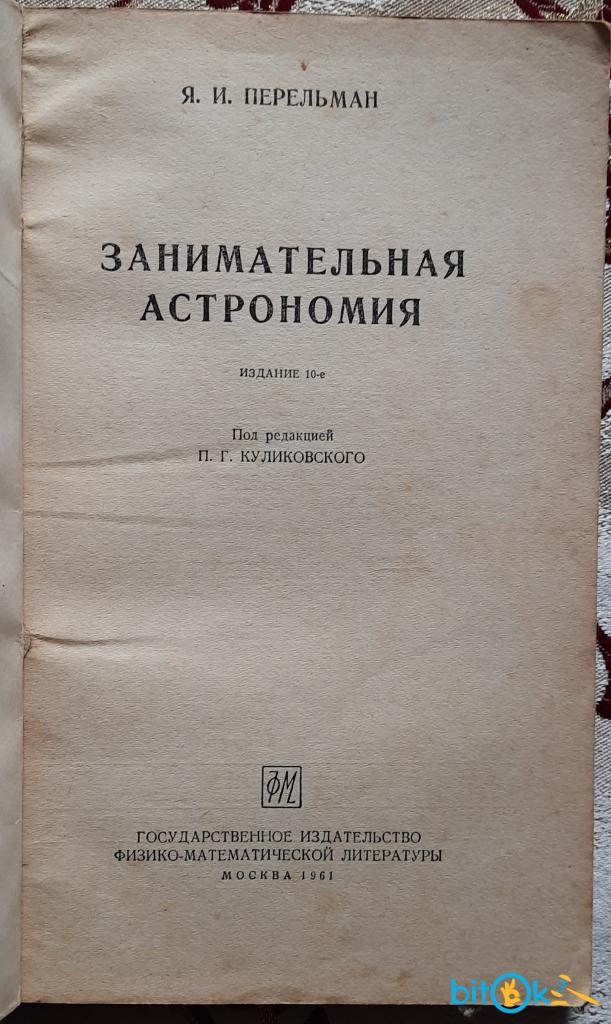 Я. И. ПЕРЕЛЬМАН
ЗАНИМАТЕЛЬНАЯ
АСТРОНОМИЯ
ИЗДАНИЕ 10-е
Под редакцией
П. Г. КУЛИКОВСКОГО
ФМ
ГОСУДАРСТВЕННОЕ ИЗДАТЕЛЬСТВО
ФИЗИКО-МАТЕМАТИЧЕСКОЙ ЛИТЕРАТУРЫ
МОСКВА 1961
bitOk